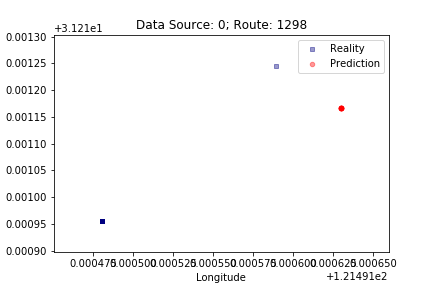 Data Source: 0; Route: 1298
+3.121e1
0.00130
0.00125
0.00120
0.00115
0.00110
0.00105
0.00100
0.00095
0.00090
Reality
Prediction
0.000475 0.000500 0.000525 0.000550 0.000575 0.000600 0.000625 0.000650
Longitude
+1.21491e2